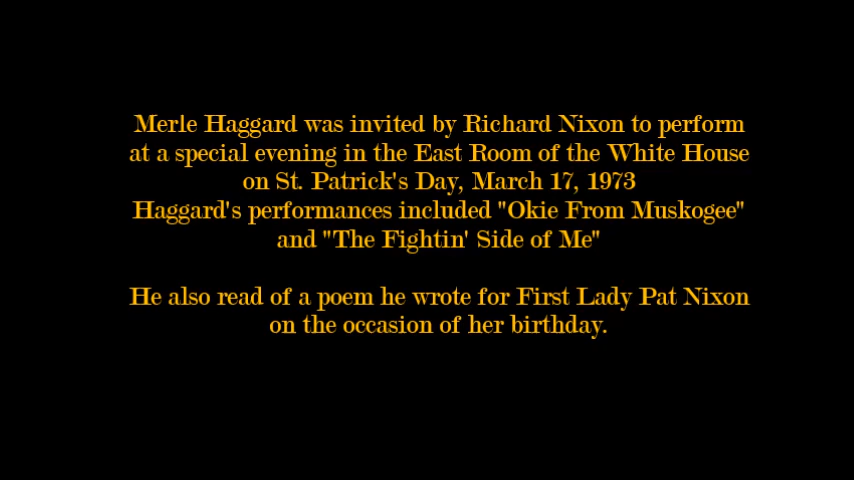 Merle Haggard was invited by Richard Nixon to perform
at a special evening in the East Room of the White House
on St. Patrick's Day, March 17, 1973
Haggard's performances included "Okie From Muskogee"
and "The Fightin' Side of Me"
He also read of a poem he wrote for First Lady Pat Nixon
on the occasion of her birthday.